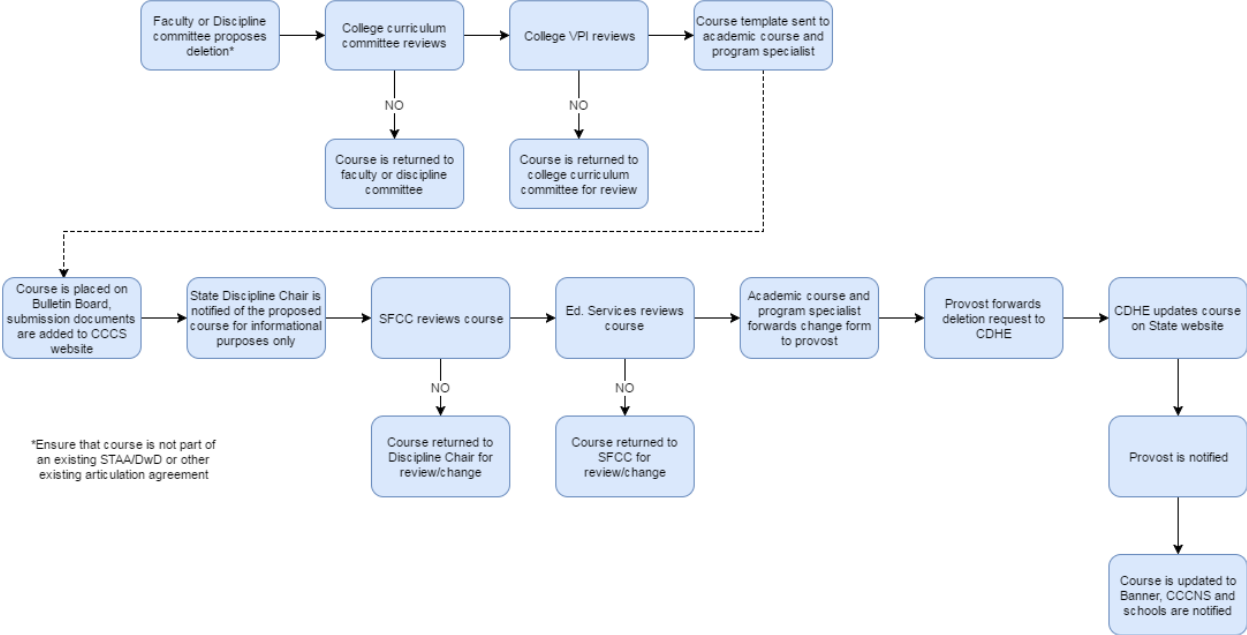 Faculty or Discipline
committee proposes
deletion*
College curriculum
committee reviews
College VPI reviews
Course template sent to
academic course and
program specialist
NO
NO
Course is returned to
faculty or discipline
committee
Course is returned to
college curriculum
committee for review
Course is placed on
Bulletin Board,
submission documents
are added to CCCS
website
State Discipline Chair is
notified of the proposed
course for informational
purposes only
SFCC reviews course
Ed. Services reviews
course
Academic course and
program specialist
forwards change form
to provost
Provost forwards
deletion request to
CDHE
CDHE updates course
on State website
NO
NO
*Ensure that course is not part of
an existing STAA/DwD or other
existing articulation agreement
Course returned to
Discipline Chair for
review/change
Course returned to
SFCC for
review/change
Provost is notified
Course is updated to
Banner, CCCNS and
schools are notified